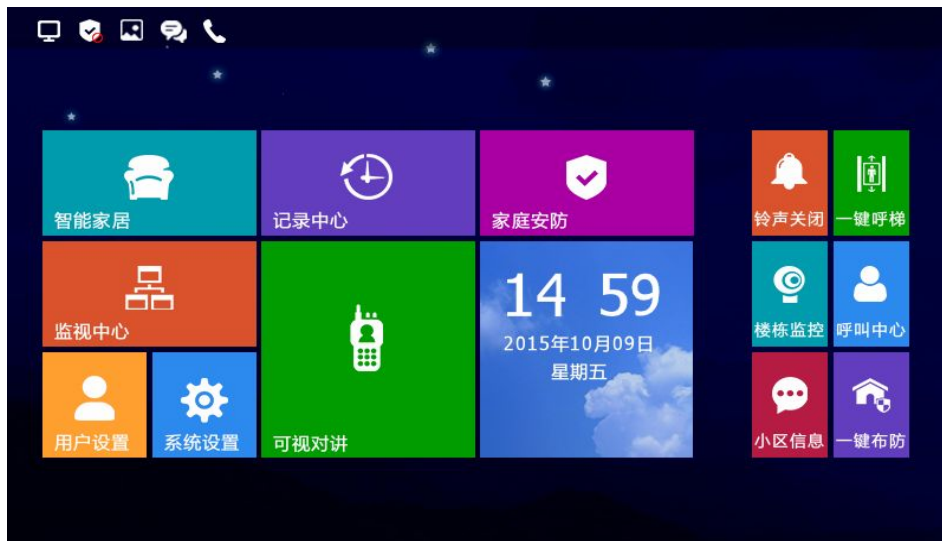 智能家居
记录中心
家庭安防
铃声关闭
一键呼梯
监视中心
14 59
2015年10月09日
星期五
楼栋监控
呼叫中心
用户设置
系统设置
可视对讲
小区信息
一键布防